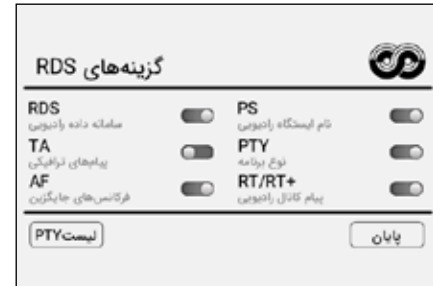 گزینه‌های RDS
RDS
سامانه داده رادیویی
PS
نام ایستگاه رادیویی
TA
پیام‌های ترافیکی
PTY
نوع برنامه
AF
فرکانس‌های جایگزین
RT/RT+
پیام کانال رادیویی
لیستPTY
پایان